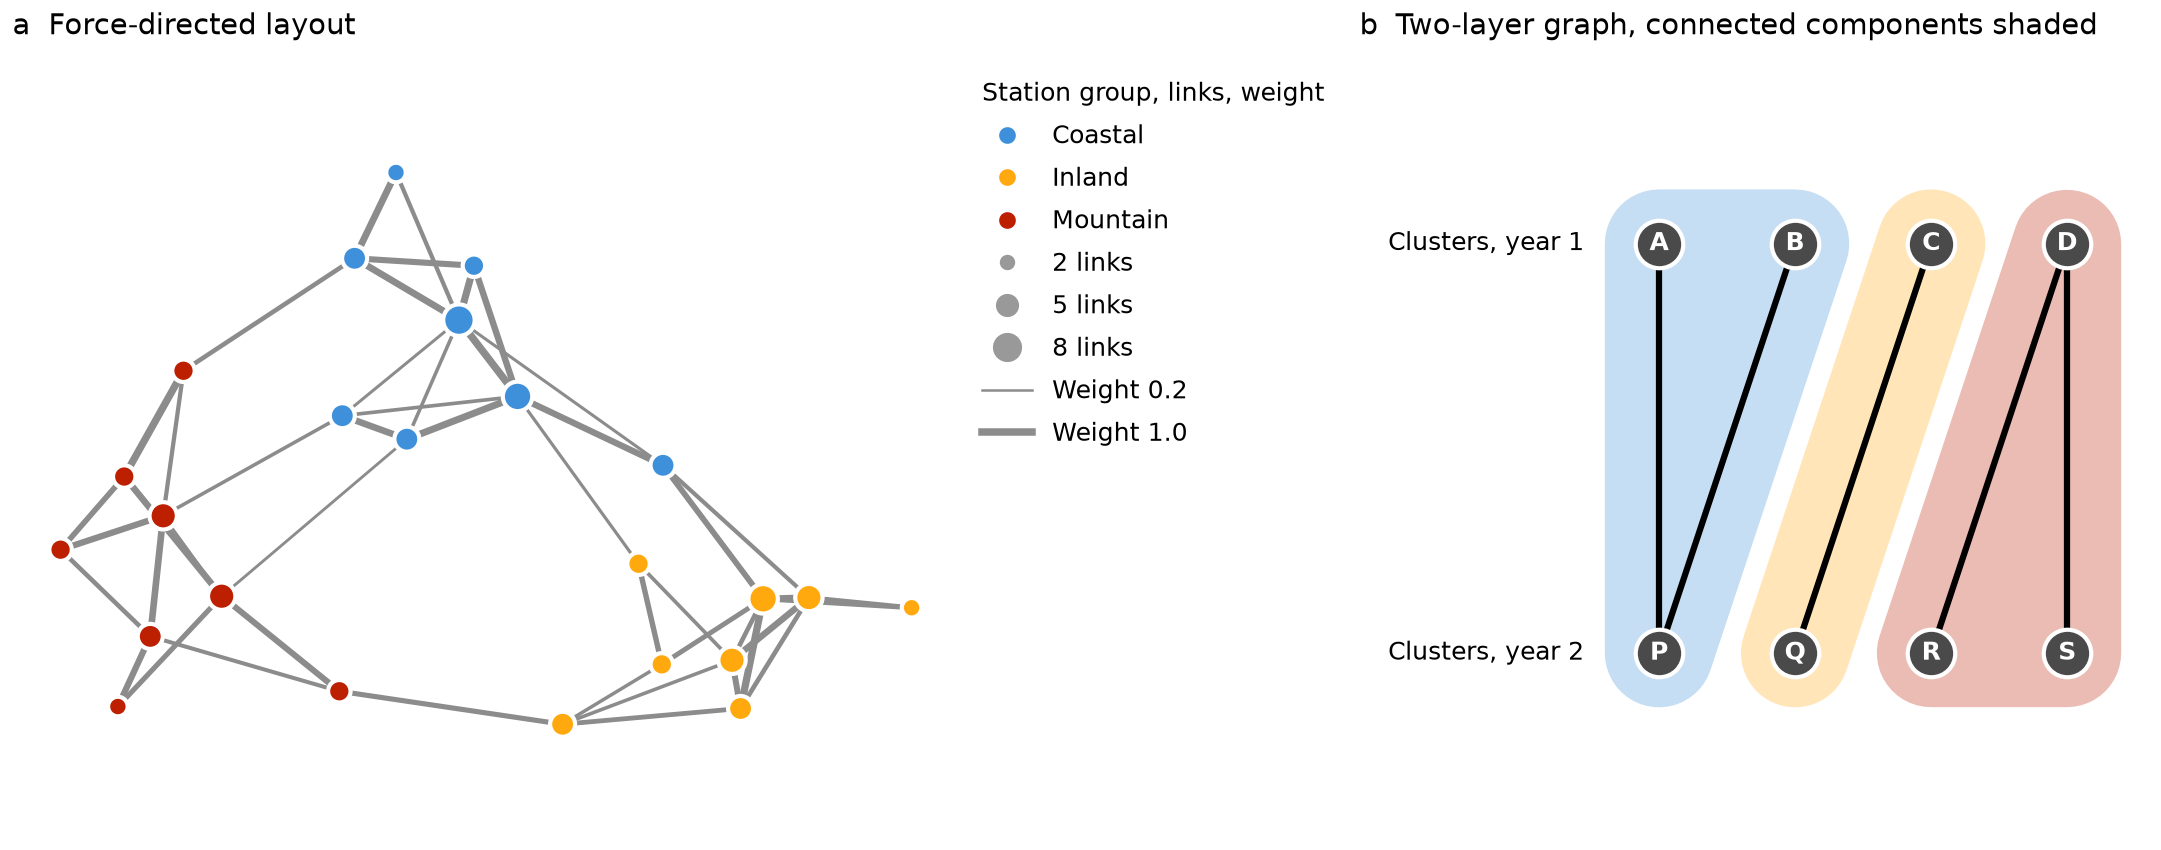 a Force-directed layout
b Two-layer graph, connected components shaded
Station group, links, weight
Coastal
Inland
Mountain
2 links
5 links
8 links
Weight 0.2
Weight 1.0
Clusters, year 1
A B C D
Clusters, year 2
P Q R S